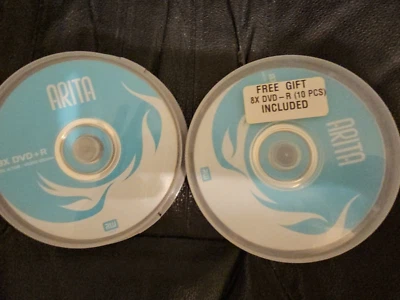 ARITA
8X DVD+R
FREE GIFT
8X DVD-R (10 PCS)
INCLUDED
ARITA